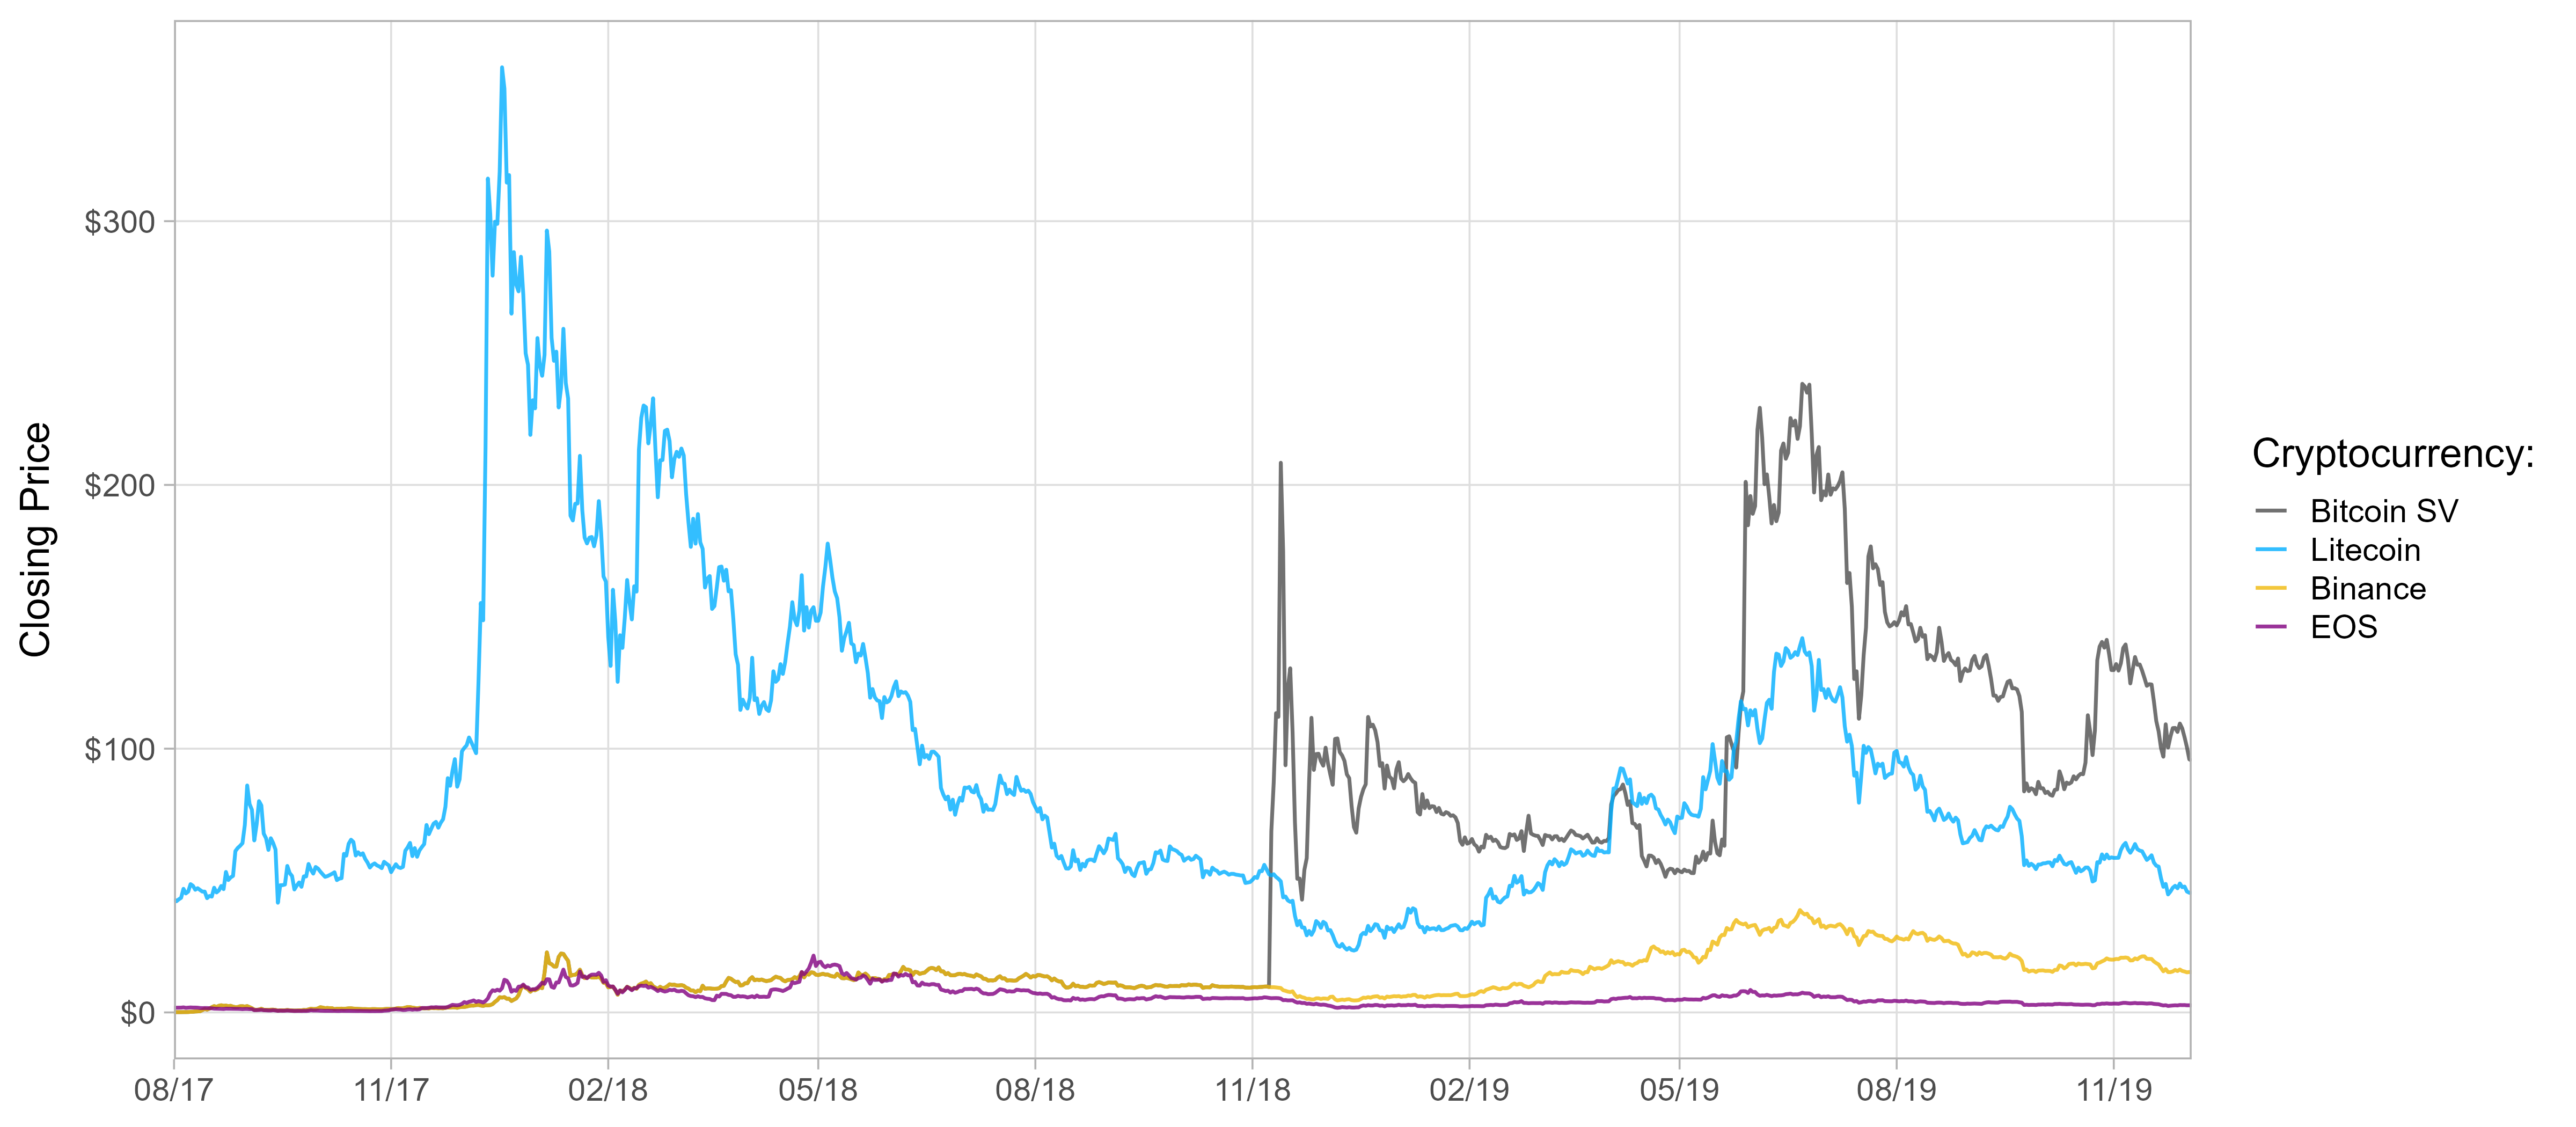 Closing Price
$300
$200
$100
$0
08/17
11/17
02/18
05/18
08/18
11/18
02/19
05/19
08/19
11/19
Cryptocurrency:
Bitcoin SV
Litecoin
Binance
EOS